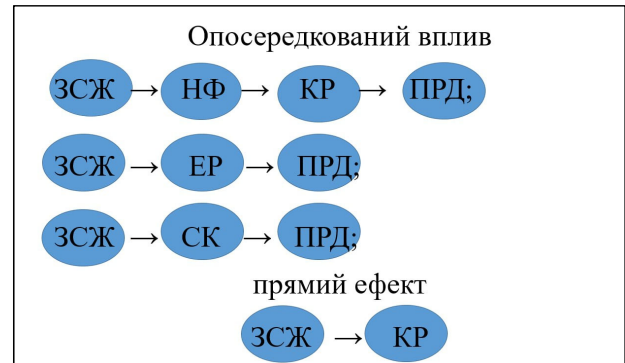 Опосередкований вплив
ЗСЖ → НФ → КР → ПРД;
ЗСЖ → ЕР → ПРД;
ЗСЖ → СК → ПРД;
прямий ефект
ЗСЖ → КР